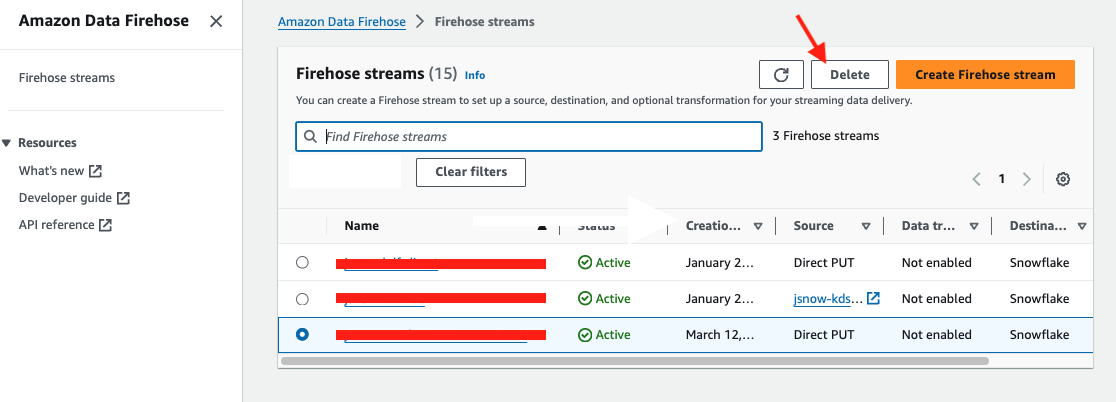 Amazon Data Firehose
Firehose streams
Resources
What's new
Developer guide
API reference
Amazon Data Firehose > Firehose streams
Firehose streams (15) Info
Delete
Create Firehose stream
You can create a Firehose stream to set up a source, destination, and optional transformation for your streaming data delivery.
Find Firehose streams
3 Firehose streams
Clear filters
1
Name Status Creatio... Source Data tr... Destina...
Active January 2... Direct PUT Not enabled Snowflake
Active January 2... jsnow-kds... Not enabled Snowflake
Active March 12,... Direct PUT Not enabled Snowflake